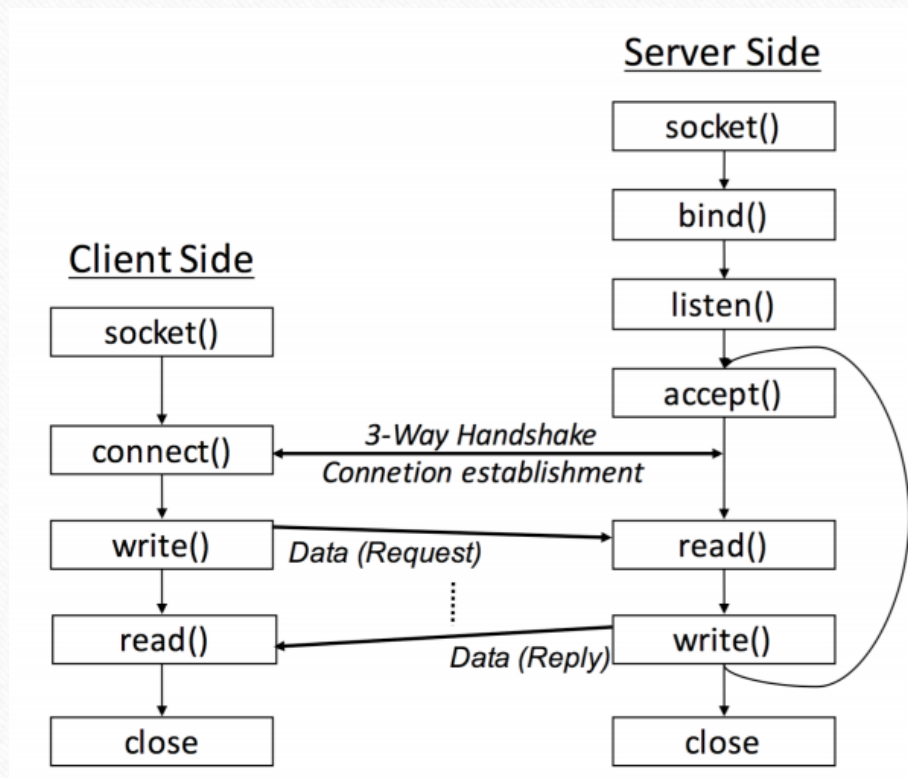 Server Side
socket()
bind()
Client Side
listen()
socket()
accept()
3-Way Handshake
connect()
Connetion establishment
write()
Data (Request)
read()
read()
Data (Reply)
write()
close
close